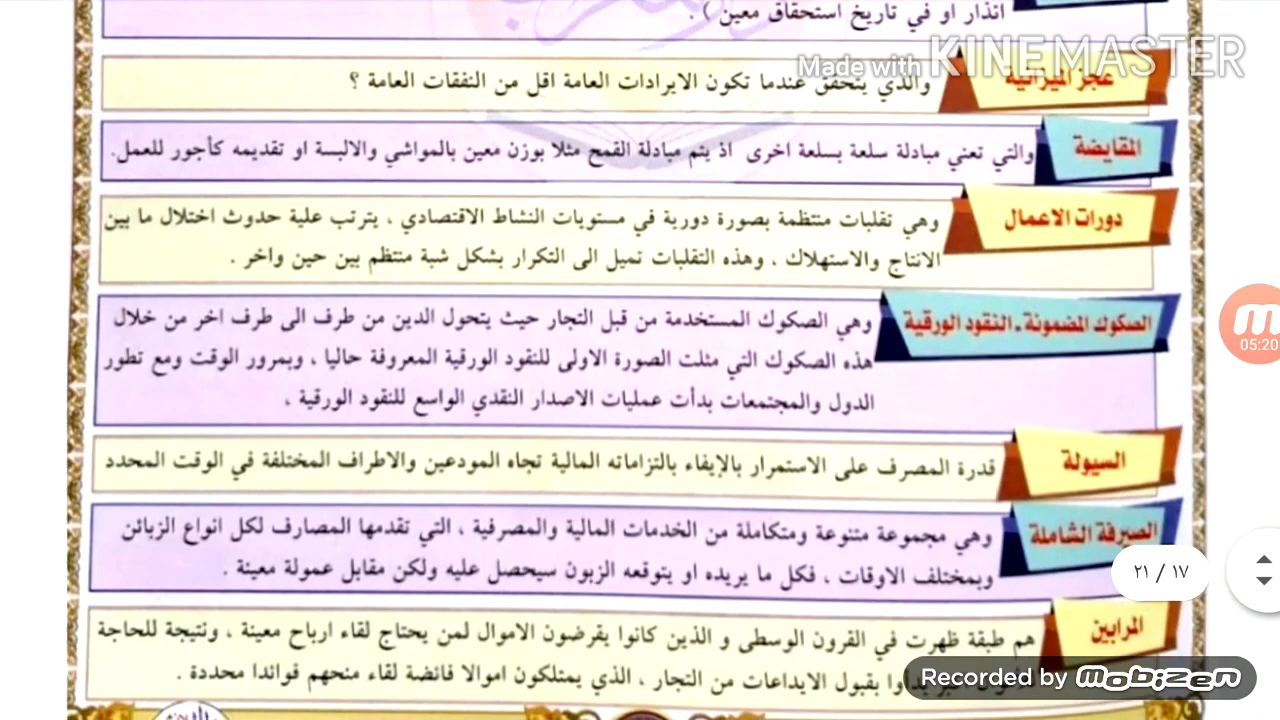 انذار او في تاريخ استحقاق معين ) .
Made with KINEMASTER
عجز الميزانية
والذي يتحقق عندما تكون الايرادات العامة اقل من النفقات العامة ؟
المقايضة
والتي تعني مبادلة سلعة بسلعة اخرى اذ يتم مبادلة القمح مثلا بوزن معين بالمواشي والالبسة او تقديمه كأجور للعمل.
دورات الاعمال
وهي تقلبات منتظمة بصورة دورية في مستويات النشاط الاقتصادي ، يترتب علية حدوث اختلال ما بين
الانتاج والاستهلاك ، وهذه التقلبات تميل الى التكرار بشكل شبة منتظم بين حين واخر .
الصكوك المضمونة - النقود الورقية
وهي الصكوك المستخدمة من قبل التجار حيث يتحول الدين من طرف الى طرف اخر من خلال
هذه الصكوك التي مثلت الصورة الاولى للنقود الورقية المعروفة حاليا ، وبمرور الوقت ومع تطور
الدول والمجتمعات بدأت عمليات الاصدار النقدي الواسع للنقود الورقية ،
05:20
السيولة
قدرة المصرف على الاستمرار بالإيفاء بالتزاماته المالية تجاه المودعين والاطراف المختلفة في الوقت المحدد
الصيرفة الشاملة
وهي مجموعة متنوعة ومتكاملة من الخدمات المالية والمصرفية ، التي تقدمها المصارف لكل انواع الزبائن
وبمختلف الاوقات ، فكل ما يريده او يتوقعه الزبون سيحصل عليه ولكن مقابل عمولة معينة .
٢١ / ١٧
المرابين
هم طبقة ظهرت في القرون الوسطى و الذين كانوا يقرضون الاموال لمن يحتاج لقاء ارباح معينة ، ونتيجة للحاجة
بقبول الايداعات من التجار ، الذي يمتلكون اموالا فائضة لقاء منحهم فوائدا محددة .
Recorded by mobizen